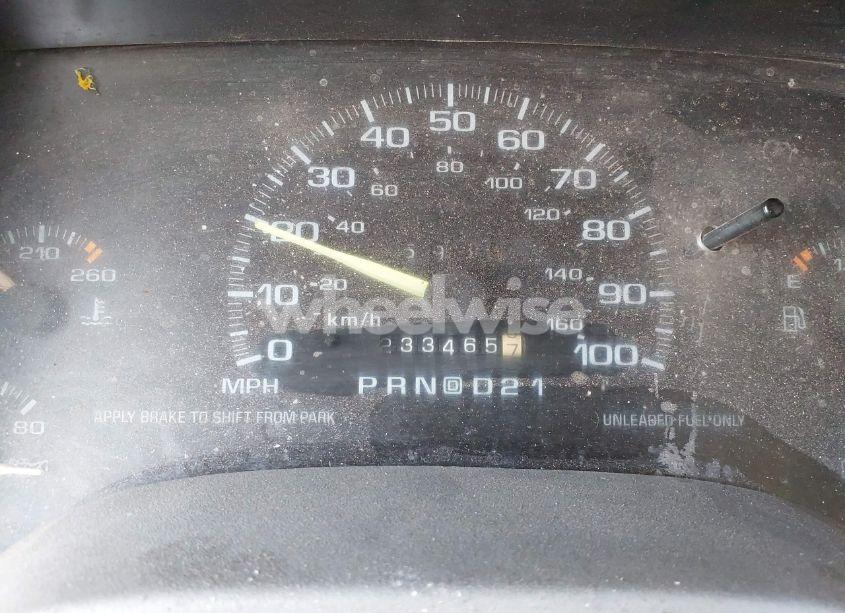 50
40 60
30 80 70
60 100
20 40 120 80
210
260
10 20 140 90
E
wheelwise
km/h 160
0 233465 100
MPH PRN D D21
80 APPLY BRAKE TO SHIFT FROM PARK UNLEADED FUEL ONLY